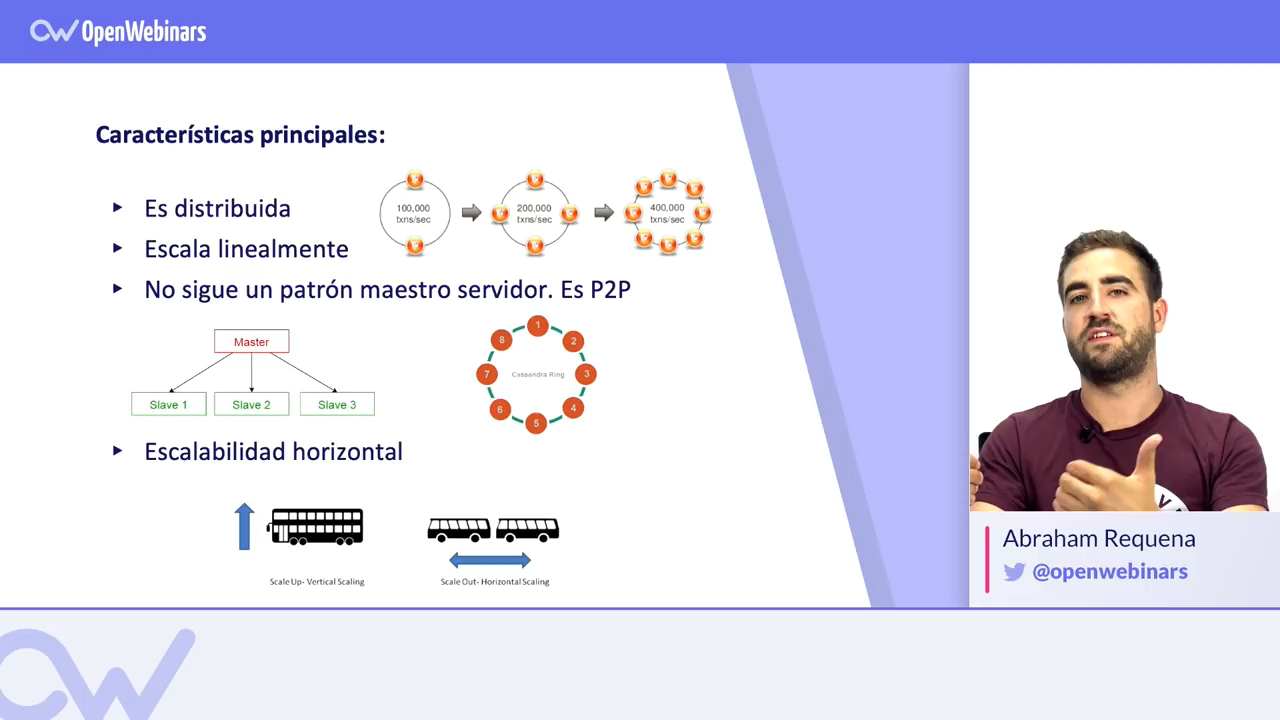 OpenWebinars
Características principales:
Es distribuida
100,000
txns/sec
200,000
txns/sec
400,000
txns/sec
Escala linealmente
No sigue un patrón maestro servidor. Es P2P
Master
Slave 1
Slave 2
Slave 3
1
2
3
4
5
6
7
8
Cassandra Ring
Escalabilidad horizontal
Scale Up- Vertical Scaling
Scale Out- Horizontal Scaling
Abraham Requena
@openwebinars